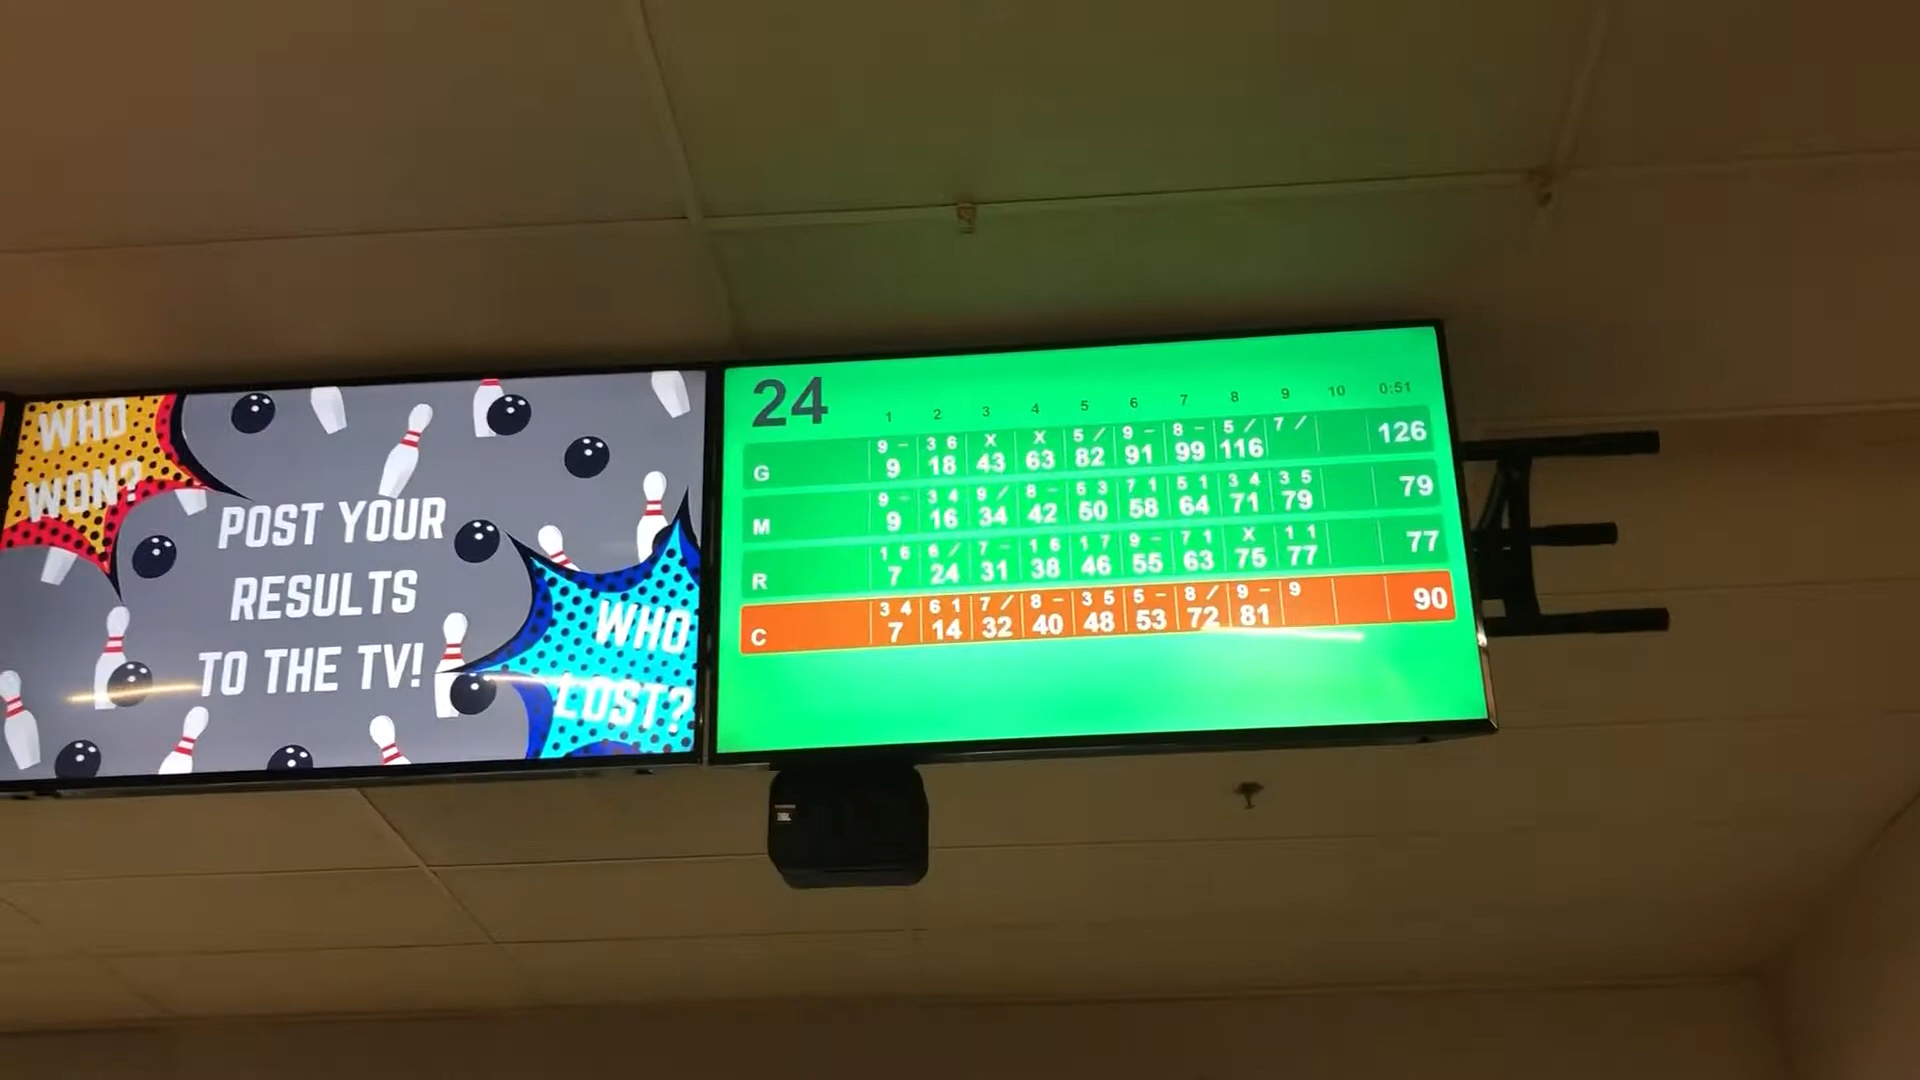 WHO
WON?
POST YOUR
RESULTS
TO THE TV!
WHO
LOST?
24
1 2 3 4 5 6 7 8 9 10 0:51
9 - 3 6 X X 5 / 9 - 8 - 5 / 7 /
G 9 18 43 63 82 91 99 116 126
9 - 3 4 9 / 8 - 5 3 7 1 5 1 3 4 3 5
M 9 16 34 42 50 58 64 71 79 79
1 6 6 / 7 - 1 6 1 7 9 - 7 1 X 1 1
R 7 24 31 38 46 55 63 75 77 77
3 4 6 1 7 / 8 - 3 5 5 - 8 / 9 - 9
C 7 14 32 40 48 53 72 81 90
JBL